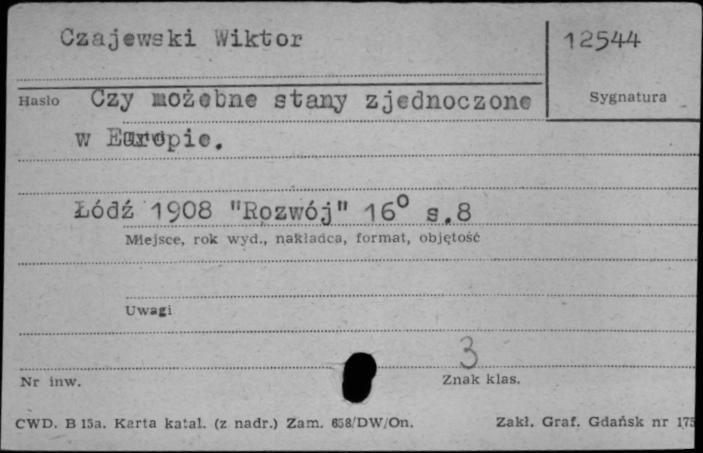 Czajewski Wiktor
12544
Hasło Czy możebne stany zjednoczone
Sygnatura
w Europie.
Łódź 1908 "Rozwój" 16° s.8
Miejsce, rok wyd., nakładca, format, objętość
Uwagi
3
Nr inw.
Znak klas.
CWD. B 15a. Karta katal. (z nadr.) Zam. 658/DW/On.
Zakł. Graf. Gdańsk nr 175